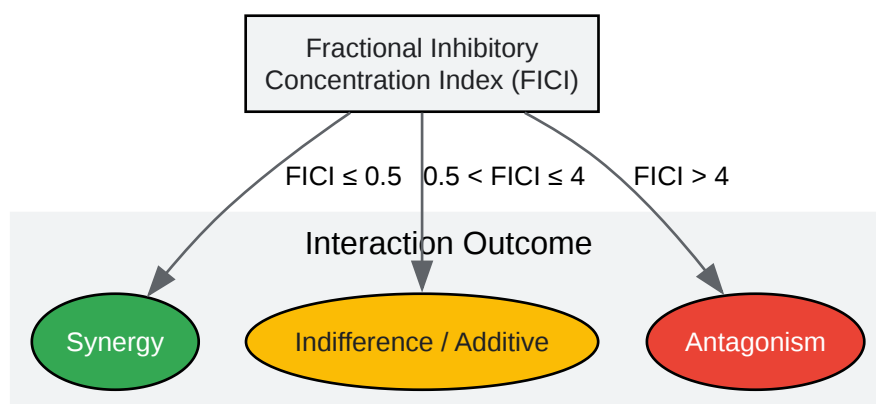 Fractional Inhibitory
Concentration Index (FICI)
FICI ≤ 0.5
0.5 < FICI ≤ 4
FICI > 4
Interaction Outcome
Synergy
Indifference / Additive
Antagonism